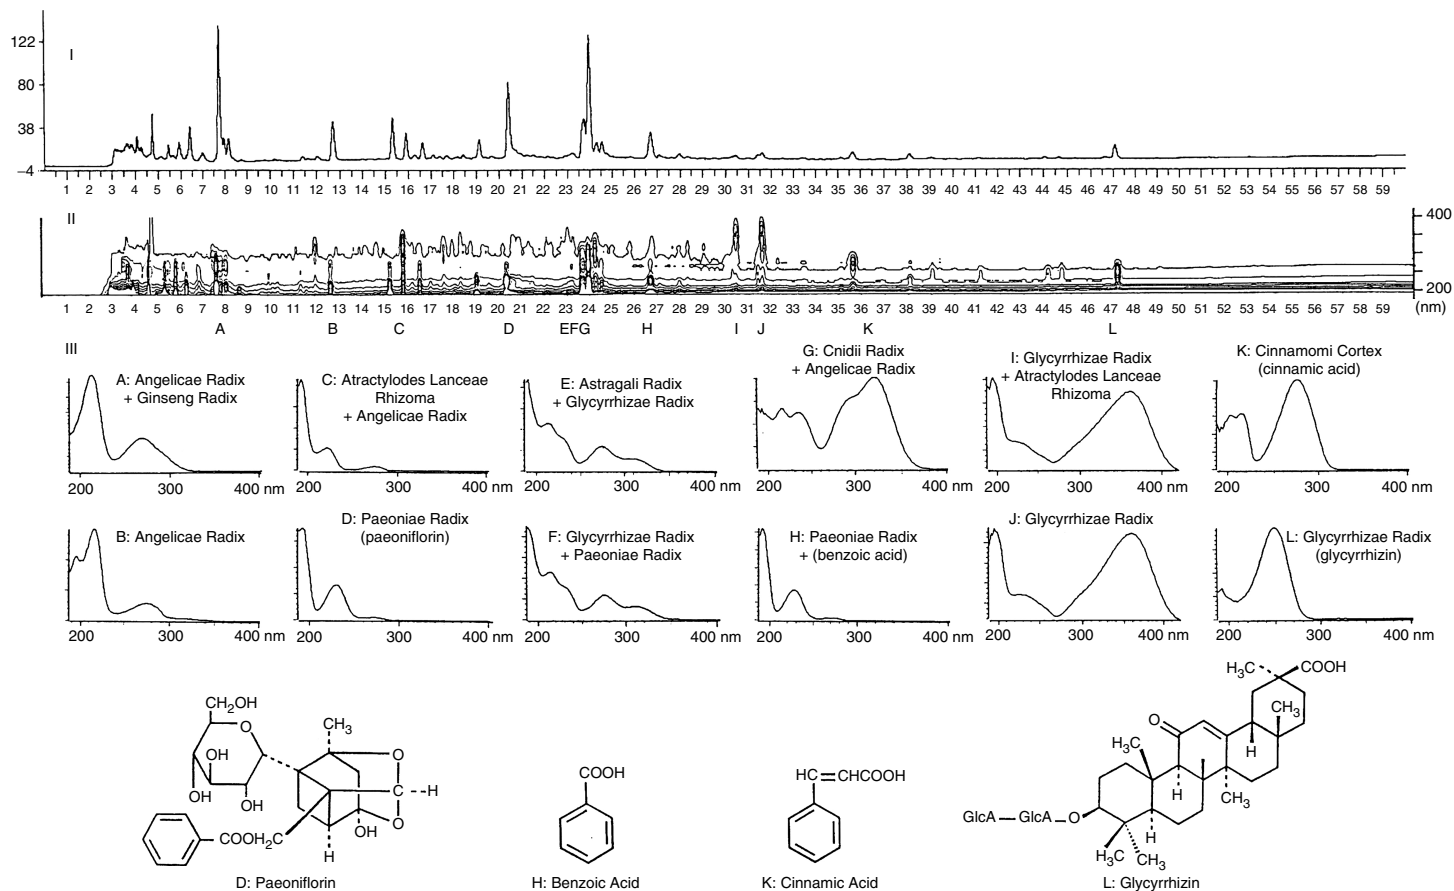 I
122
80
38
–4
1 2 3 4 5 6 7 8 9 10 11 12 13 14 15 16 17 18 19 20 21 22 23 24 25 26 27 28 29 30 31 32 33 34 35 36 37 38 39 40 41 42 43 44 45 46 47 48 49 50 51 52 53 54 55 56 57 58 59
II
400
200
(nm)
1 2 3 4 5 6 7 8 9 10 11 12 13 14 15 16 17 18 19 20 21 22 23 24 25 26 27 28 29 30 31 32 33 34 35 36 37 38 39 40 41 42 43 44 45 46 47 48 49 50 51 52 53 54 55 56 57 58 59
A B C D EFG H I J K L
III
A: Angelicae Radix
+ Ginseng Radix
200 300 400 nm
C: Atractylodes Lanceae
Rhizoma
+ Angelicae Radix
200 300 400 nm
E: Astragali Radix
+ Glycyrrhizae Radix
200 300 400 nm
G: Cnidii Radix
+ Angelicae Radix
200 300 400 nm
I: Glycyrrhizae Radix
+ Atractylodes Lanceae
Rhizoma
200 300 400 nm
K: Cinnamomi Cortex
(cinnamic acid)
200 300 400 nm
B: Angelicae Radix
200 300 400 nm
D: Paeoniae Radix
(paeoniflorin)
200 300 400 nm
F: Glycyrrhizae Radix
+ Paeoniae Radix
200 300 400 nm
H: Paeoniae Radix
+ (benzoic acid)
200 300 400 nm
J: Glycyrrhizae Radix
200 300 400 nm
L: Glycyrrhizae Radix
(glycyrrhizin)
200 300 400 nm
CH2OH
O
OH
OH
OH
CH3
O
C
H
O
OH
H
COOH2C
D: Paeoniflorin
COOH
H: Benzoic Acid
HC=CHCOOH
K: Cinnamic Acid
H3C
COOH
CH3
O
H
H3C
H
CH3
GlcA
GlcA
O
H
H3C
CH3
L: Glycyrrhizin